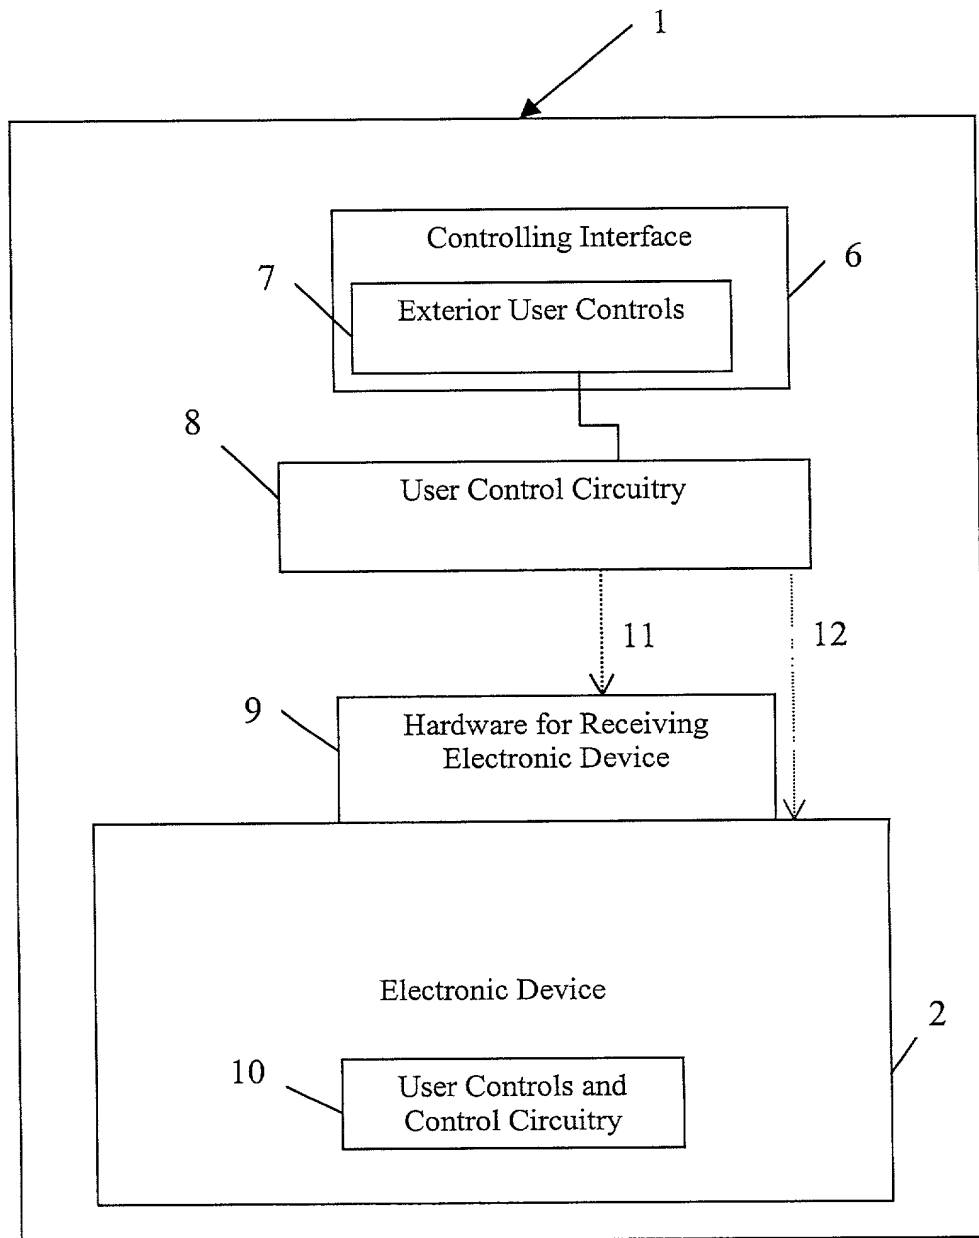 1
Controlling Interface
6
7
Exterior User Controls
8
User Control Circuitry
11
12
9
Hardware for Receiving
Electronic Device
Electronic Device
2
10
User Controls and
Control Circuitry